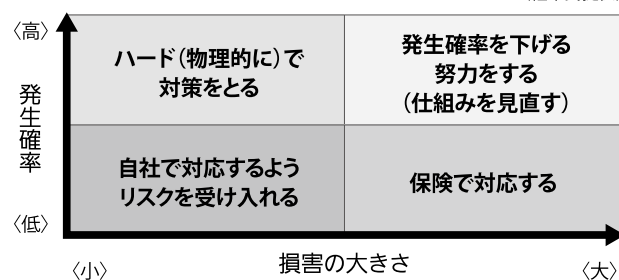 〈高〉
ハード(物理的に)で
対策をとる
発生確率を下げる
努力をする
(仕組みを見直す)
発生確率
自社で対応するよう
リスクを受け入れる
保険で対応する
〈低〉
〈小〉
損害の大きさ
〈大〉